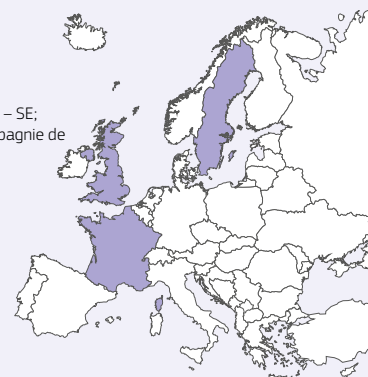 – SE;
pagnie de